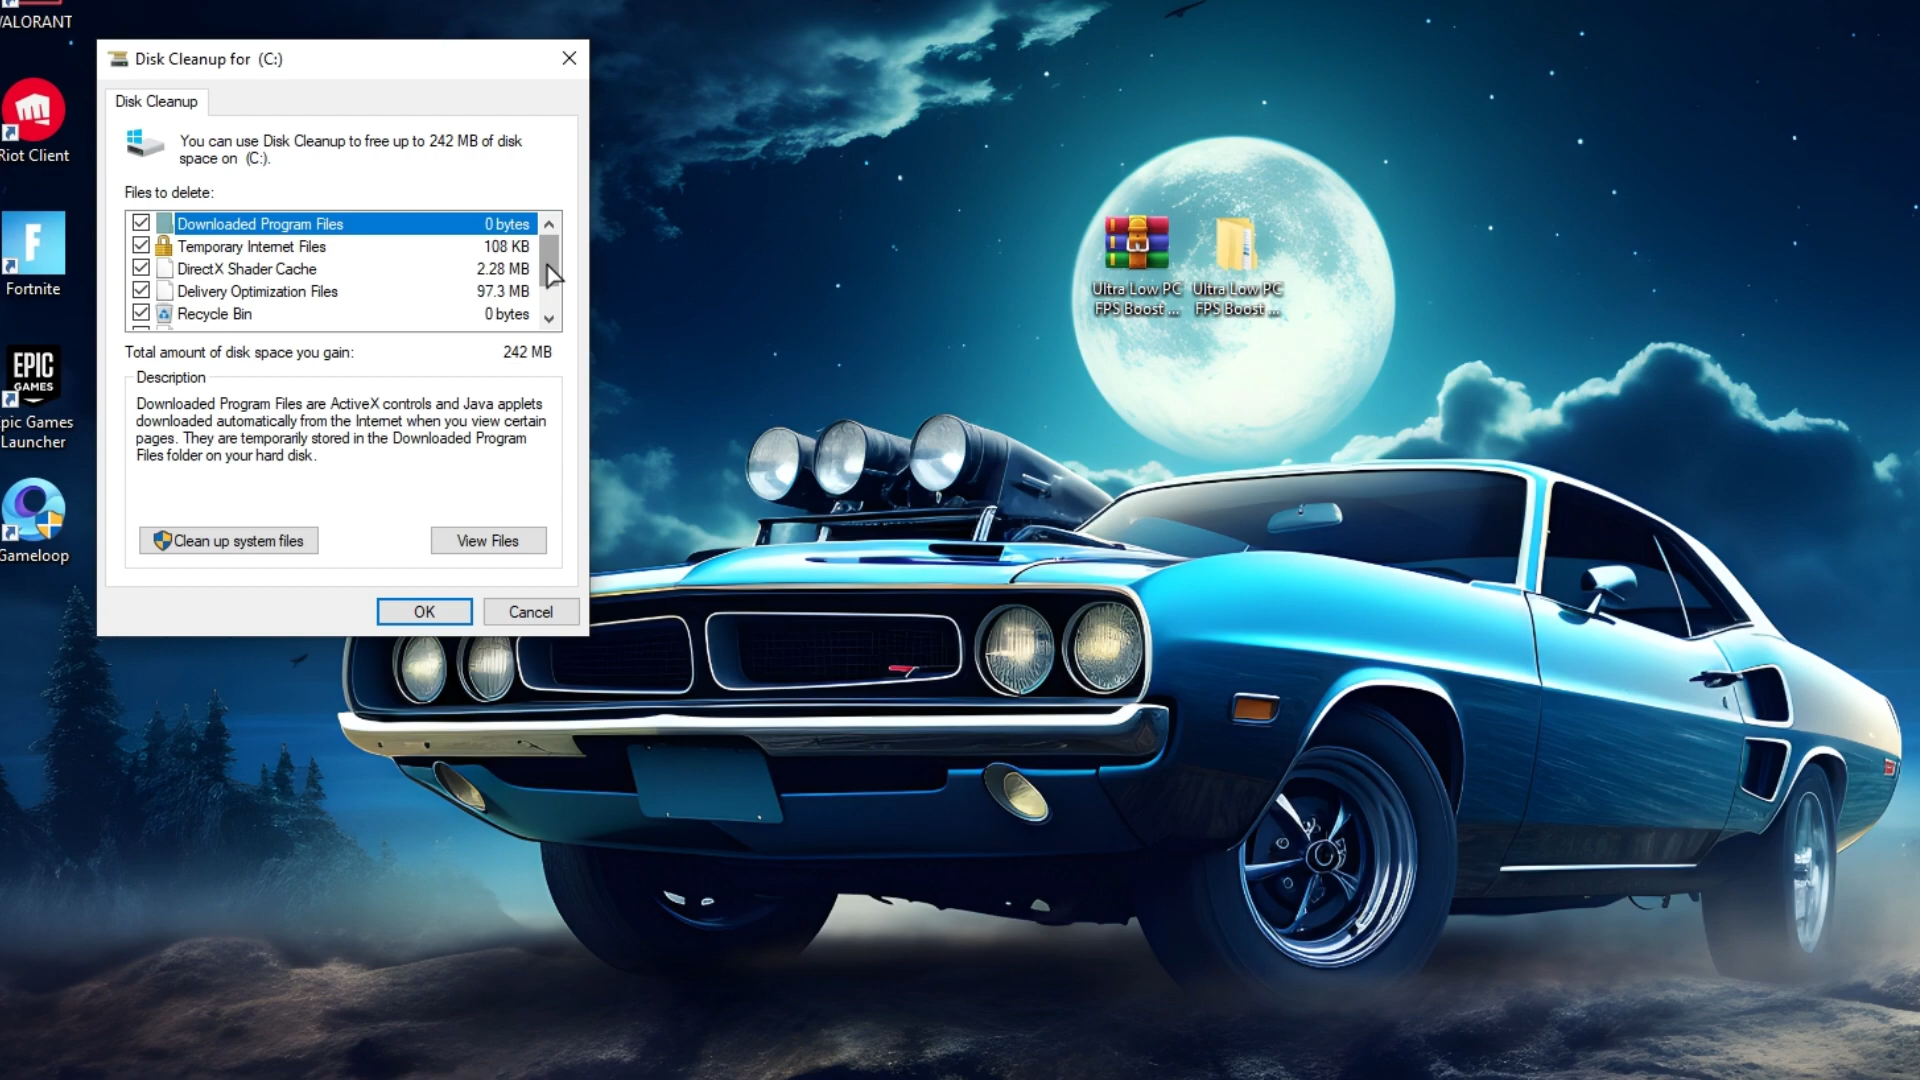 VALORANT
Riot Client
Fortnite
EPIC
GAMES
Epic Games
Launcher
Gameloop
Disk Cleanup for (C:)
Disk Cleanup
You can use Disk Cleanup to free up to 242 MB of disk
space on (C:).
Files to delete:
Downloaded Program Files 0 bytes
Temporary Internet Files 108 KB
DirectX Shader Cache 2.28 MB
Delivery Optimization Files 97.3 MB
Recycle Bin 0 bytes
Total amount of disk space you gain: 242 MB
Description
Downloaded Program Files are ActiveX controls and Java applets
downloaded automatically from the Internet when you view certain
pages. They are temporarily stored in the Downloaded Program
Files folder on your hard disk.
Clean up system files
View Files
OK
Cancel
Ultra Low PC
FPS Boost ...
Ultra Low PC
FPS Boost ...